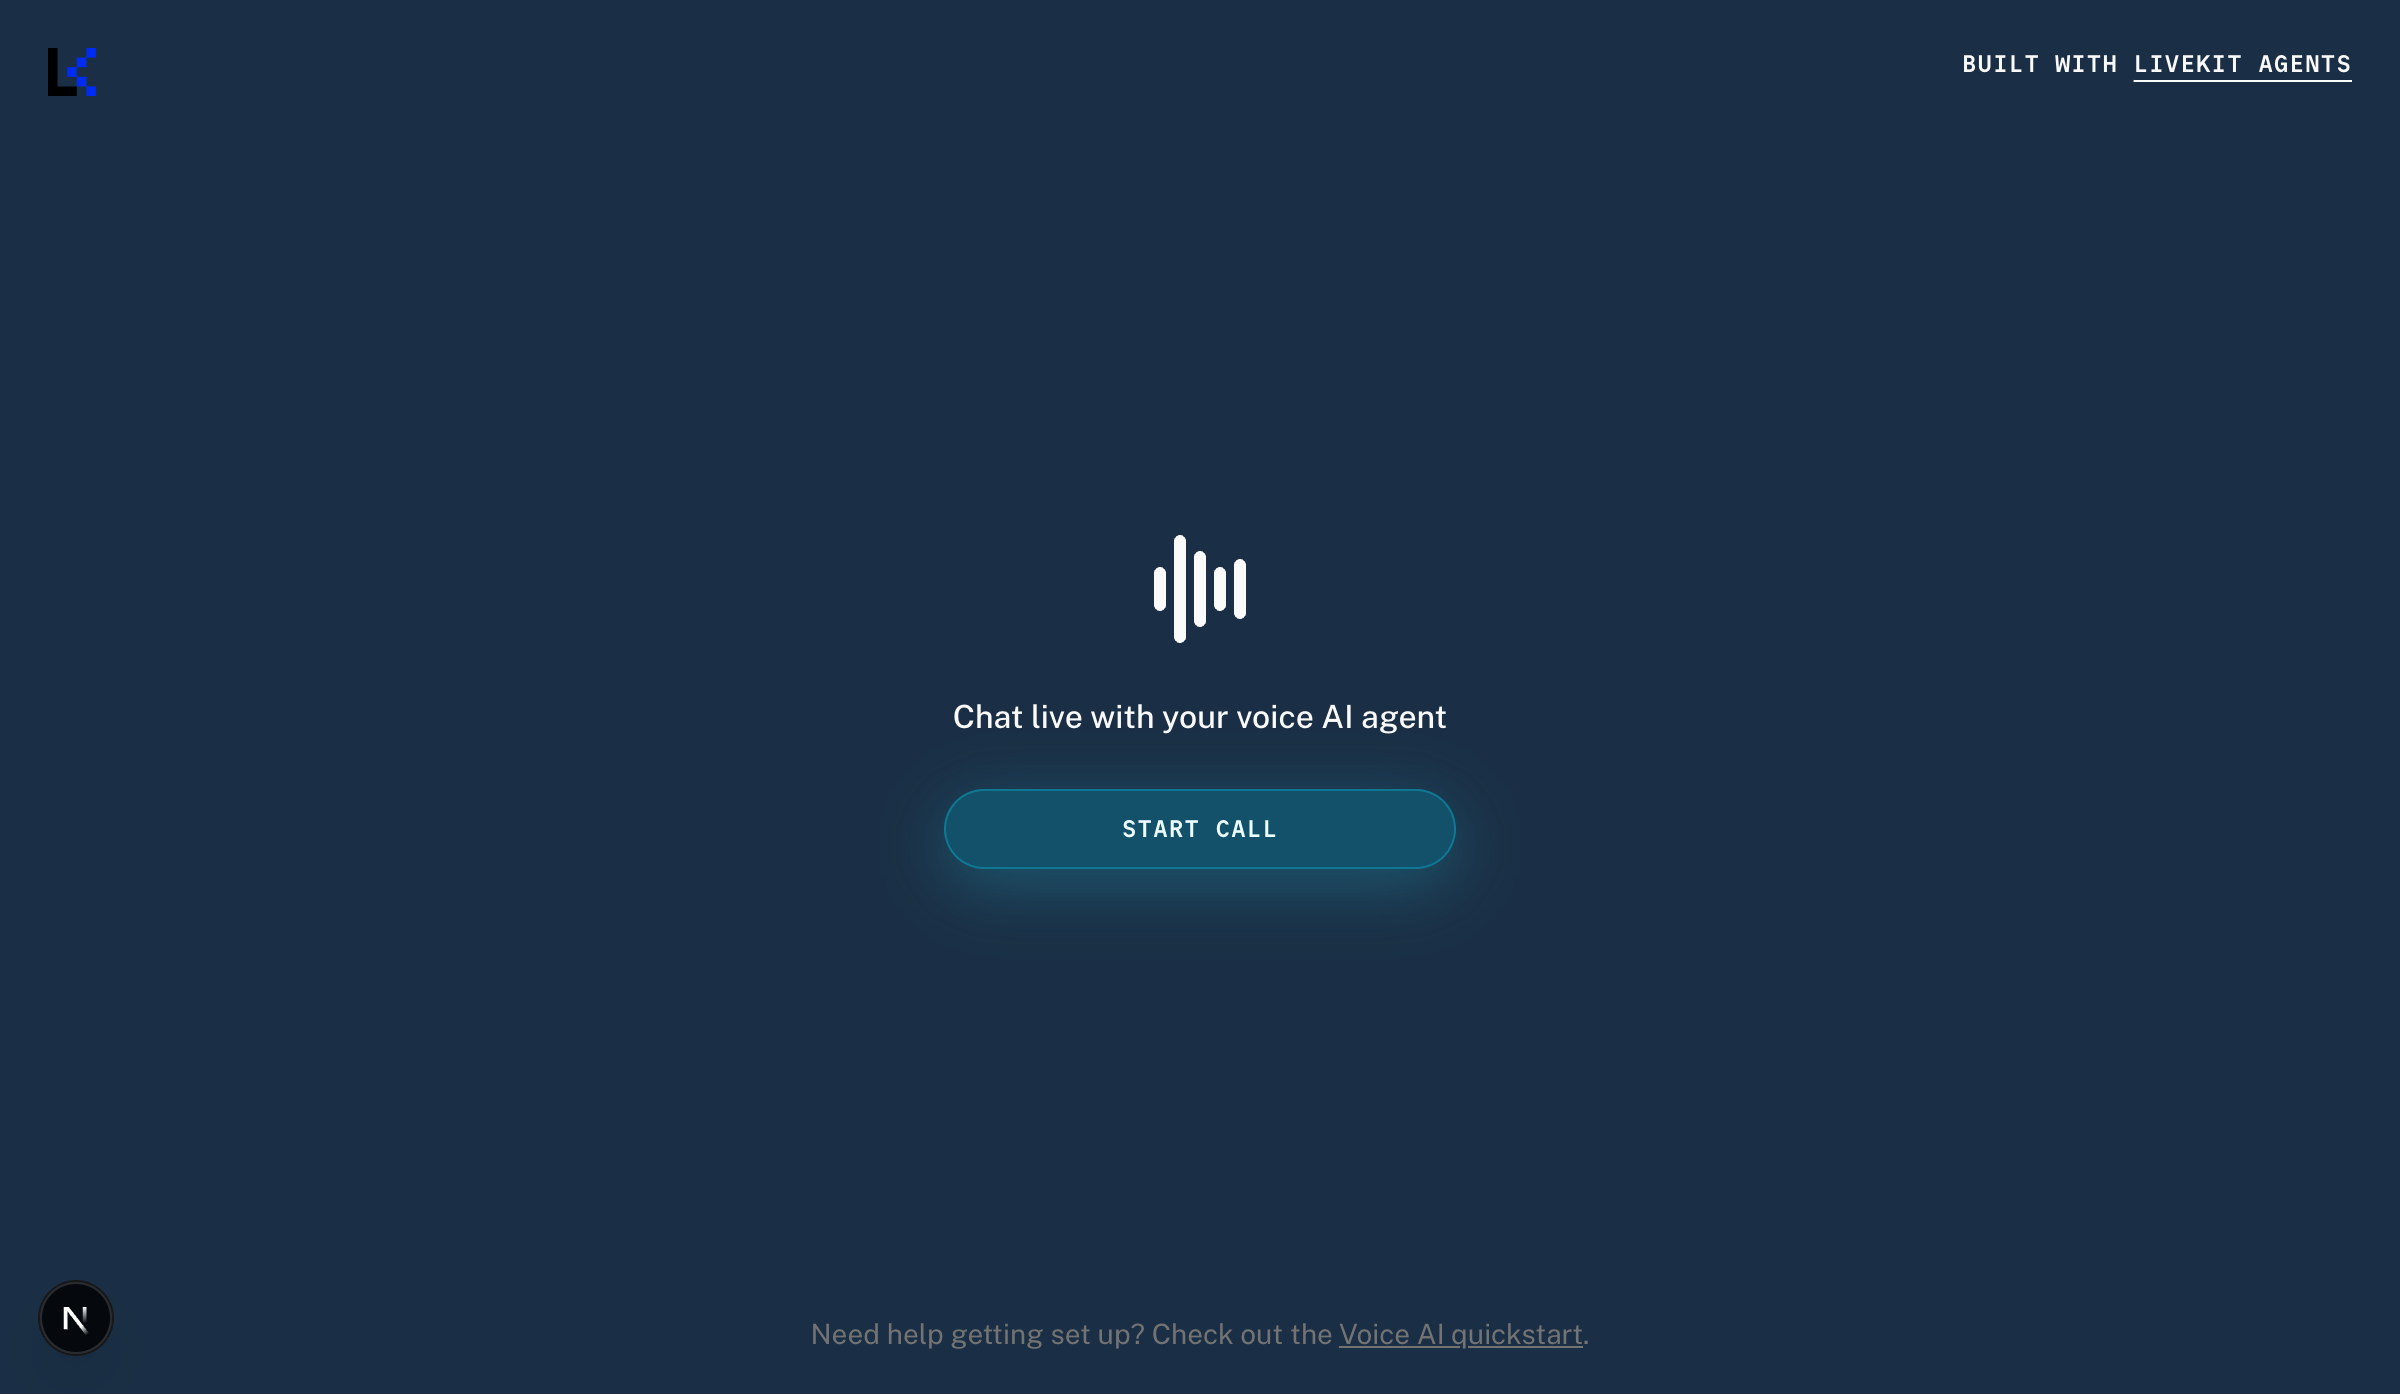 LK
BUILT WITH LIVEKIT AGENTS
Chat live with your voice AI agent
START CALL
N
Need help getting set up? Check out the Voice AI quickstart.